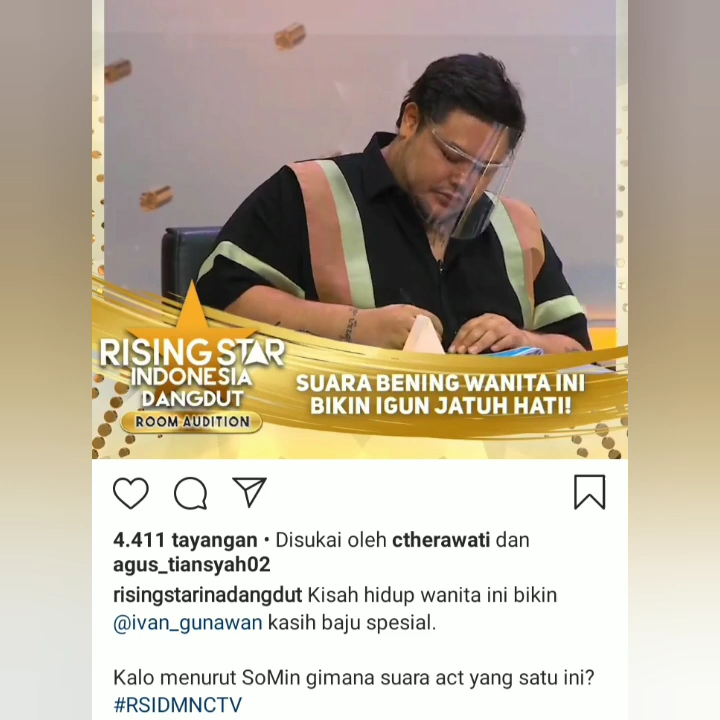 RISING STAR
INDONESIA
DANGDUT
ROOM AUDITION
SUARA BENING WANITA INI
BIKIN IGUN JATUH HATI!
4.411 tayangan • Disukai oleh ctherawati dan
agus_tiansyah02
risingstarinadangdut Kisah hidup wanita ini bikin
@ivan_gunawan kasih baju spesial.
Kalo menurut SoMin gimana suara act yang satu ini?
#RSIDMNCTV